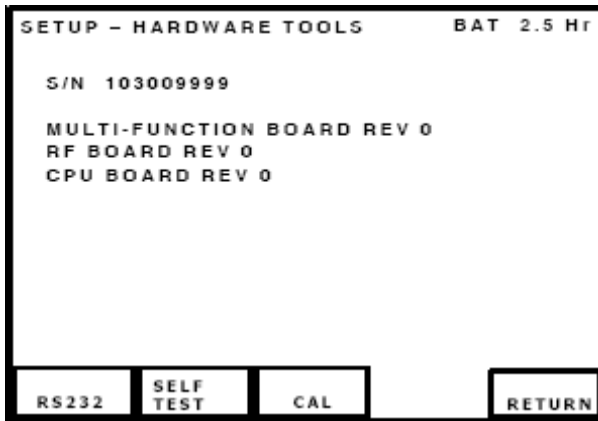 SETUP – HARDWARE TOOLS BAT 2.5 Hr
S/N 103009999
MULTI-FUNCTION BOARD REV 0
RF BOARD REV 0
CPU BOARD REV 0
RS232 SELF TEST CAL RETURN